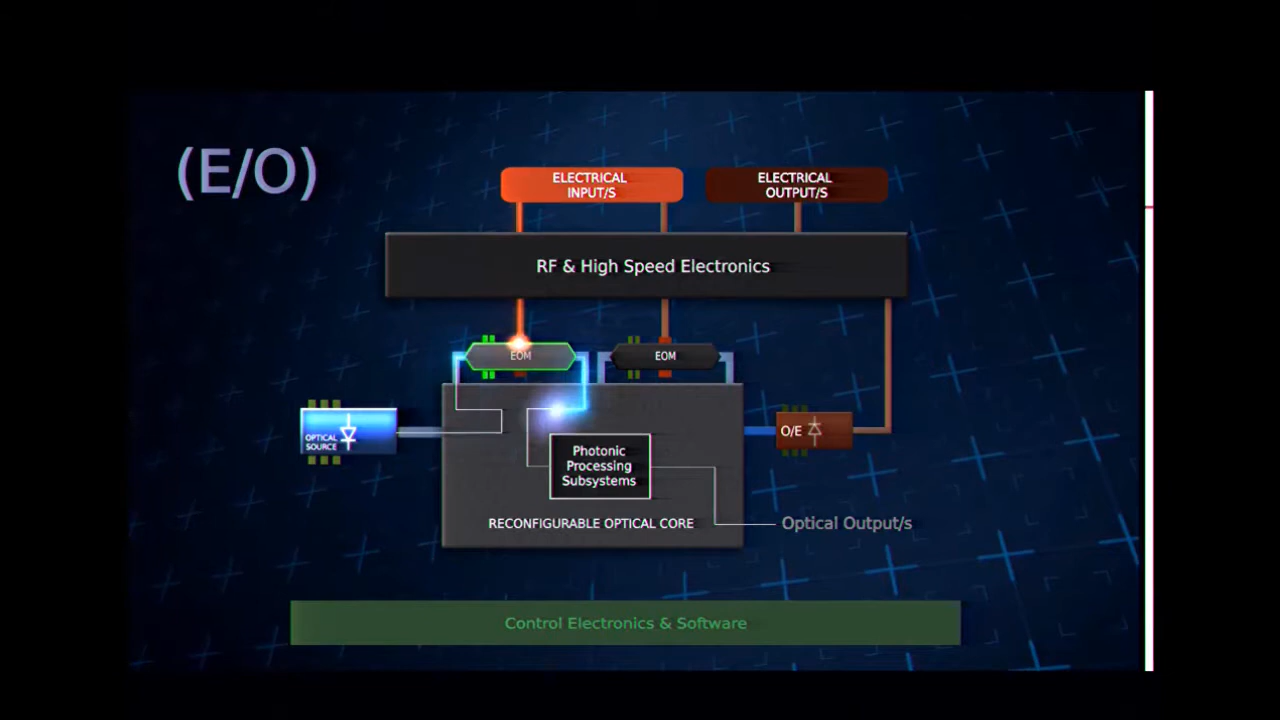 (E/O)
ELECTRICAL
INPUT/S
ELECTRICAL
OUTPUT/S
RF & High Speed Electronics
EOM
EOM
OPTICAL
SOURCE
O/E
Photonic
Processing
Subsystems
RECONFIGURABLE OPTICAL CORE
Optical Output/s
Control Electronics & Software